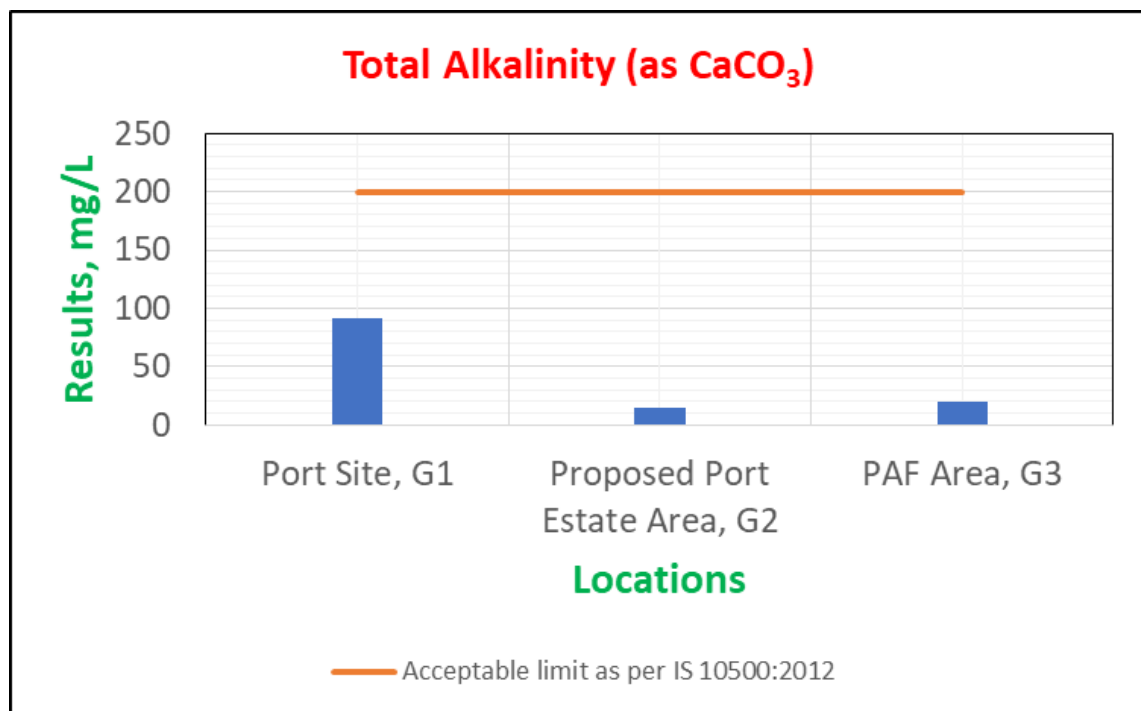 Total Alkalinity (as CaCO₃)
Results, mg/L
250
200
150
100
50
0
Port Site, G1
Proposed Port
Estate Area, G2
PAF Area, G3
Locations
Acceptable limit as per IS 10500:2012